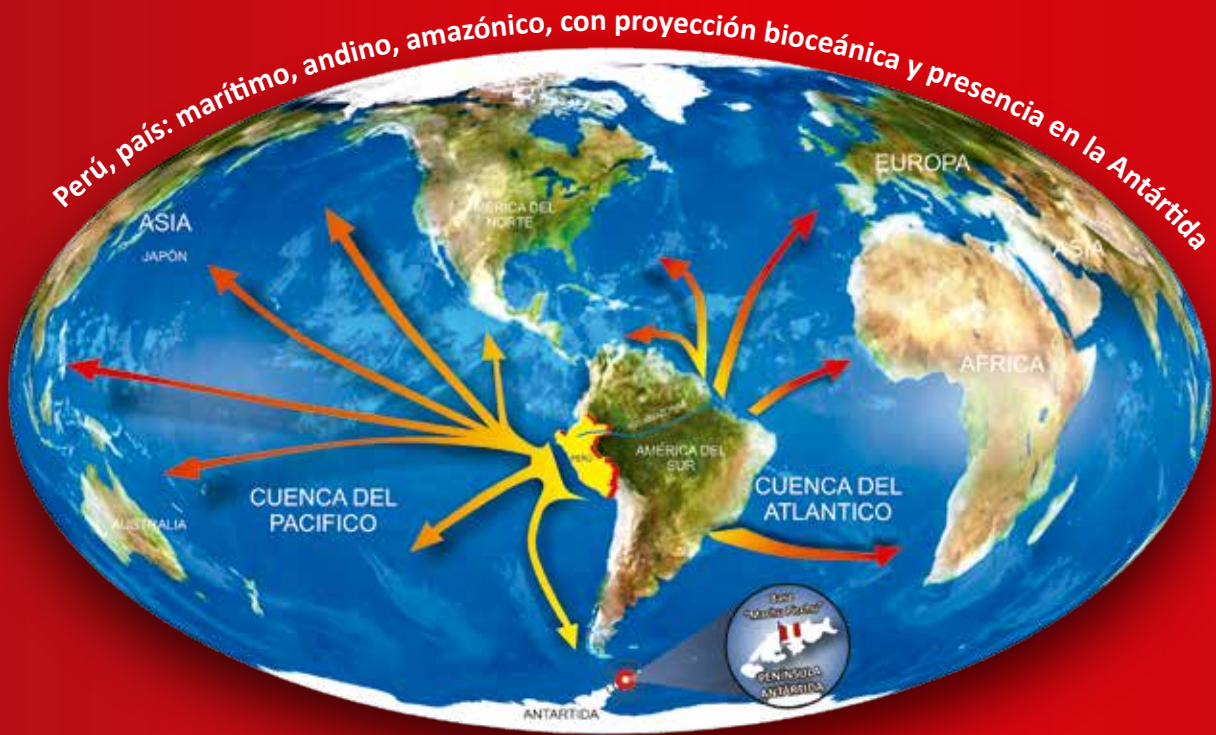 Perú, país: marítimo, andino, amazónico, con proyección bioceánica y presencia en la Antártida
ASIA
JAPÓN
AMÉRICA DEL
NORTE
EUROPA
ASIA
AFRICA
PERÚ
AMÉRICA DEL
SUR
CUENCA DEL
PACIFICO
CUENCA DEL
ATLANTICO
AUSTRALIA
Base
"Machu Picchu"
PENÍNSULA
ANTÁRTIDA
ANTARTIDA